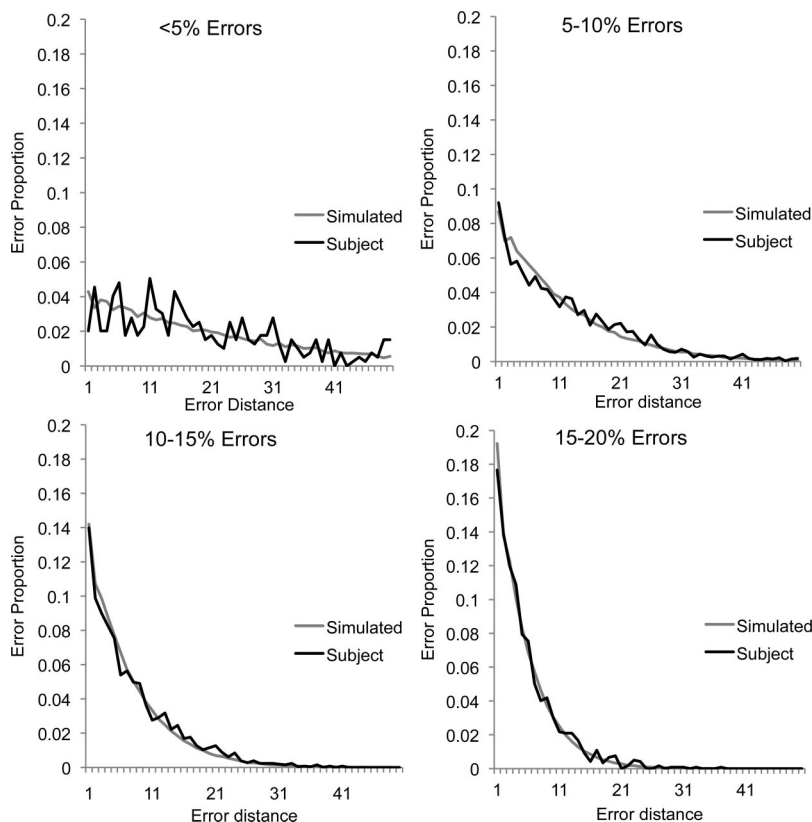 <5% Errors
Error Proportion
0.2
0.18
0.16
0.14
0.12
0.1
0.08
0.06
0.04
0.02
0
1 11 21 31 41
Error Distance
Simulated
Subject
5-10% Errors
Error Proportion
0.2
0.18
0.16
0.14
0.12
0.1
0.08
0.06
0.04
0.02
0
1 11 21 31 41
Error distance
Simulated
Subject
10-15% Errors
Error Proportion
0.2
0.18
0.16
0.14
0.12
0.1
0.08
0.06
0.04
0.02
0
1 11 21 31 41
Error distance
Simulated
Subject
15-20% Errors
Error Proportion
0.2
0.18
0.16
0.14
0.12
0.1
0.08
0.06
0.04
0.02
0
1 11 21 31 41
Error distance
Simulated
Subject